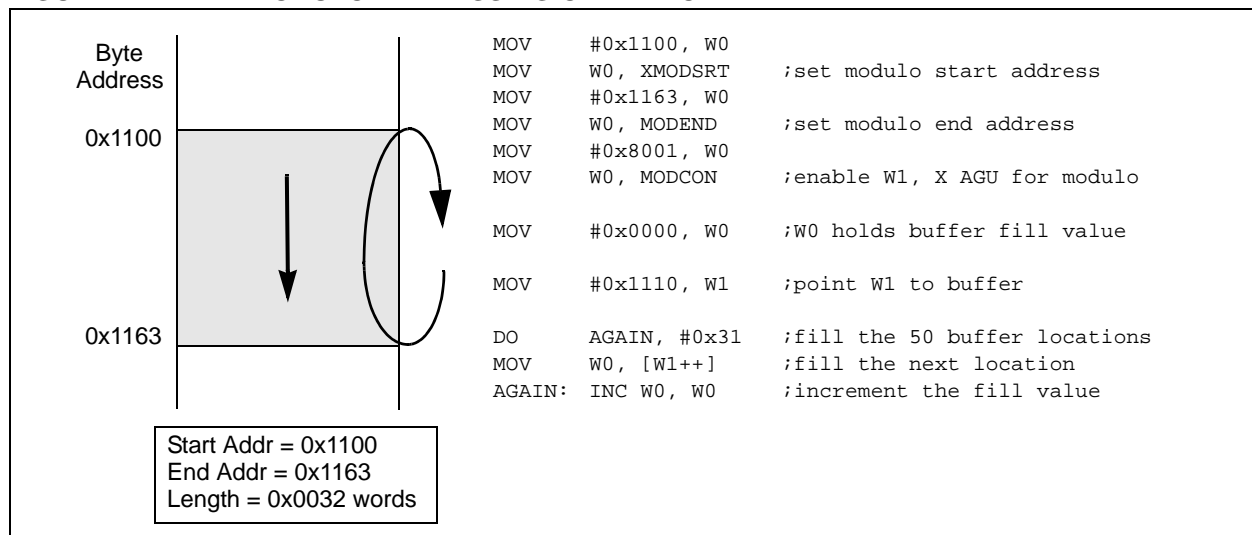 Byte
Address
0x1100
0x1163
Start Addr = 0x1100
End Addr = 0x1163
Length = 0x0032 words
MOV #0x1100, W0
MOV W0, XMODSRT ;set modulo start address
MOV #0x1163, W0
MOV W0, MODEND ;set modulo end address
MOV #0x8001, W0
MOV W0, MODCON ;enable W1, X AGU for modulo
MOV #0x0000, W0 ;W0 holds buffer fill value
MOV #0x1110, W1 ;point W1 to buffer
DO AGAIN, #0x31 ;fill the 50 buffer locations
MOV W0, [W1++] ;fill the next location
AGAIN: INC W0, W0 ;increment the fill value